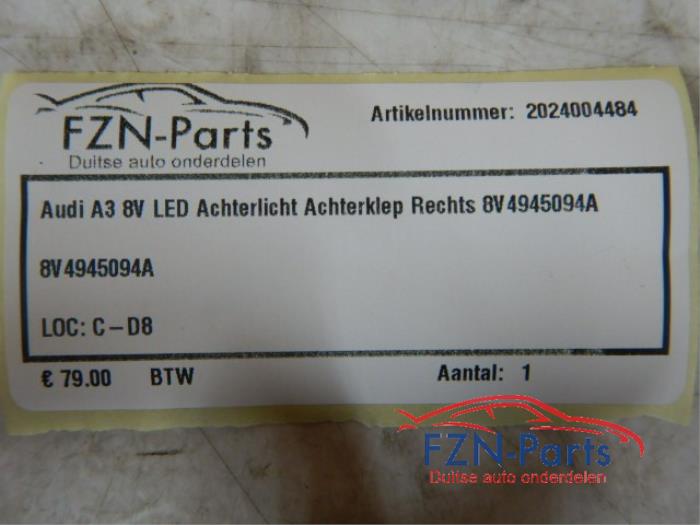 FZN-Parts
Duitse auto onderdelen
Artikelnummer: 2024004484
Audi A3 8V LED Achterlicht Achterklep Rechts 8V4945094A
8V4945094A
LOC: C-D8
€ 79.00 BTW Aantal: 1
FZN-Parts
Duitse auto onderdelen